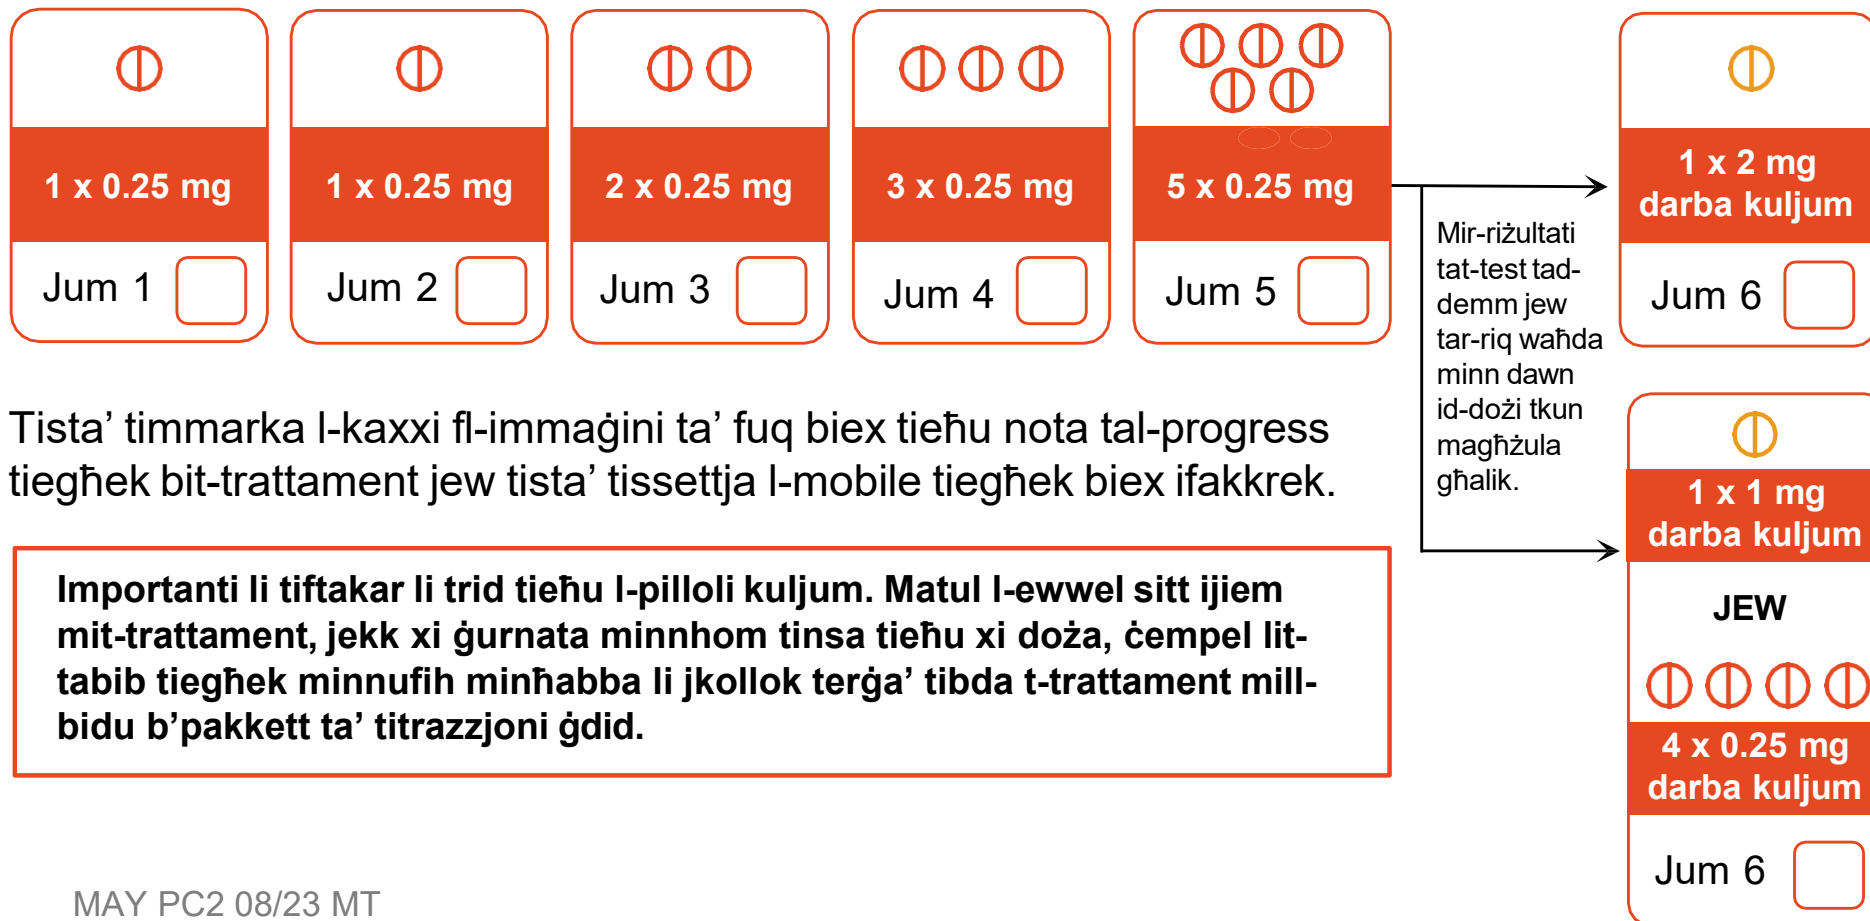 1 x 0.25 mg
Jum 1
1 x 0.25 mg
Jum 2
2 x 0.25 mg
Jum 3
3 x 0.25 mg
Jum 4
5 x 0.25 mg
Jum 5
Mir-riżultati
tat-test tad-
demm jew
tar-riq waħda
minn dawn
id-dożi tkun
magħżula
għalik.
1 x 2 mg
darba kuljum
Jum 6
1 x 1 mg
darba kuljum
JEW
4 x 0.25 mg
darba kuljum
Jum 6
Tista’ timmarka l-kaxxi fl-immaġini ta’ fuq biex tieħu nota tal-progress
tiegħek bit-trattament jew tista’ tissettja l-mobile tiegħek biex ifakkrek.
Importanti li tiftakar li trid tieħu l-pilloli kuljum. Matul l-ewwel sitt ijiem
mit-trattament, jekk xi ġurnata minnhom tinsa tieħu xi doża, ċempel lit-
tabib tiegħek minnufih minħabba li jkollok terġa’ tibda t-trattament mill-
bidu b’pakkett ta’ titrazzjoni ġdid.
MAY PC2 08/23 MT